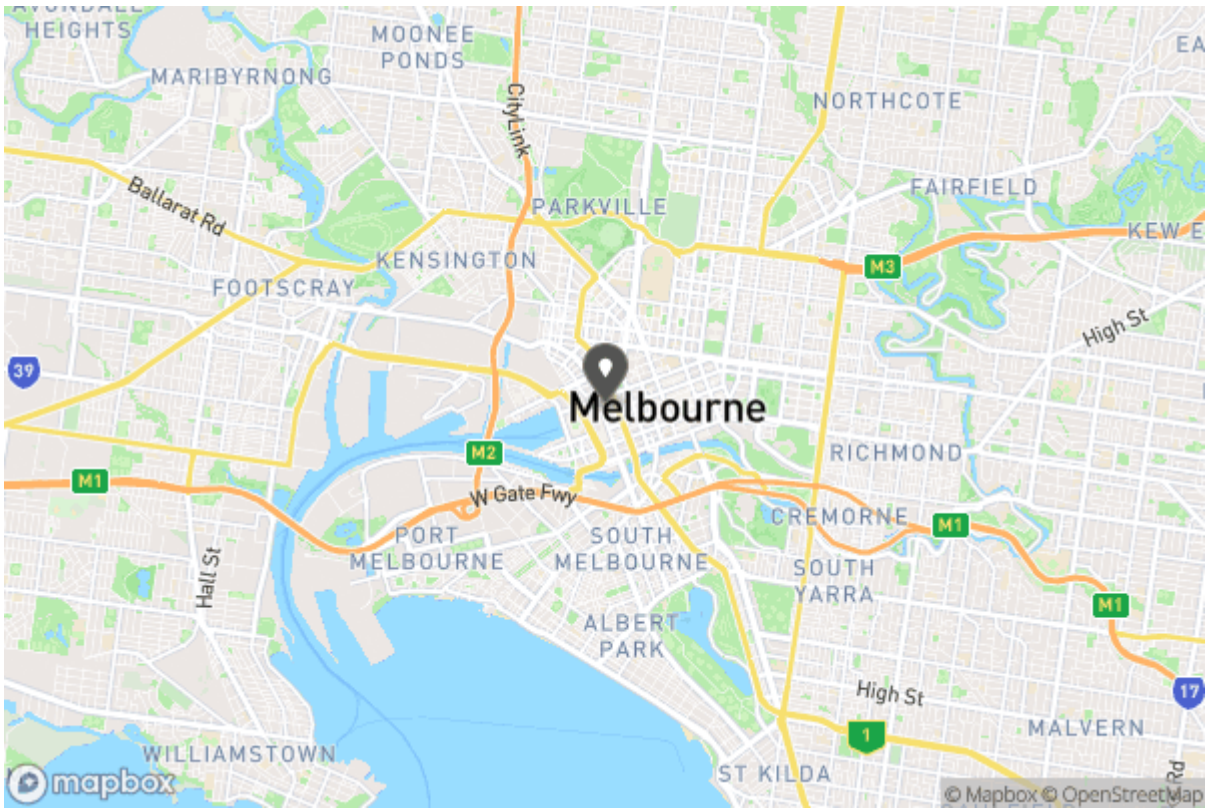 AVONDALE
HEIGHTS
MOONEE
PONDS
MARIBYRNONG
NORTHCOTE
CityLink
FAIRFIELD
Ballarat Rd
PARKVILLE
KEW E
KENSINGTON
M3
FOOTSCRAY
High St
39
Melbourne
M2
RICHMOND
M1
W Gate Fwy
CREMORNE
M1
PORT
MELBOURNE
SOUTH
MELBOURNE
SOUTH
YARRA
Hall St
M1
ALBERT
PARK
High St
17
1
MALVERN
WILLIAMSTOWN
ST KILDA
Rd
mapbox
© Mapbox © OpenStreetMap